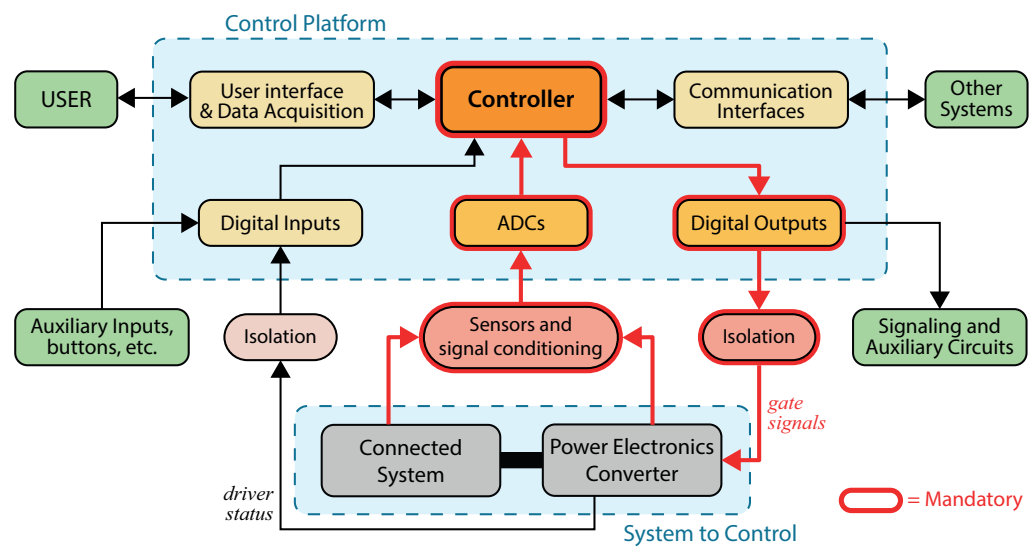 Control Platform
USER
User interface
& Data Acquisition
Controller
Communication
Interfaces
Other
Systems
Digital Inputs
ADCs
Digital Outputs
Auxiliary Inputs,
buttons, etc.
Isolation
Sensors and
signal conditioning
Isolation
Signaling and
Auxiliary Circuits
gate
signals
Connected
System
Power Electronics
Converter
driver
status
= Mandatory
System to Control